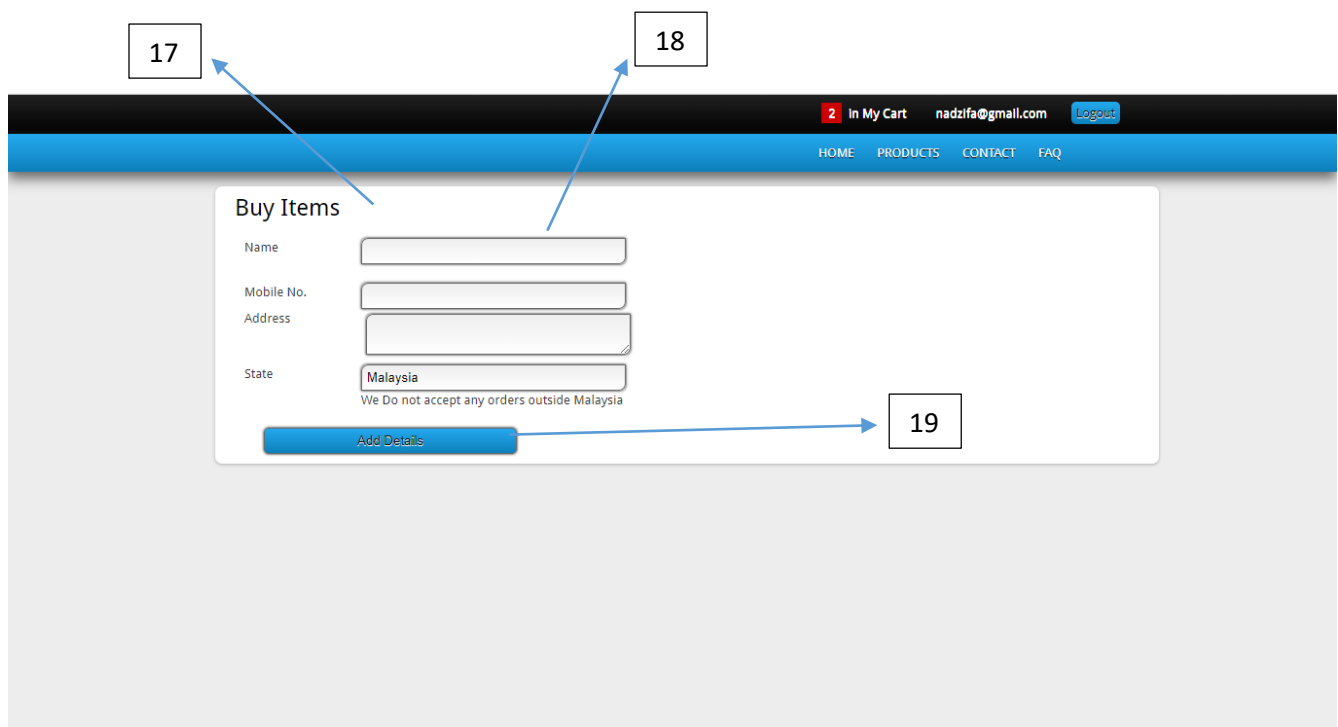 17
18
2 In My Cart nadzifa@gmail.com Logout
HOME PRODUCTS CONTACT FAQ
Buy Items
Name
Mobile No.
Address
State Malaysia
We Do not accept any orders outside Malaysia
19
Add Details